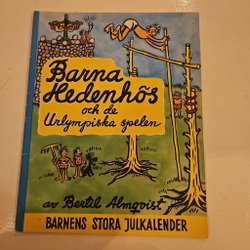 Barna
Hedenhös
och de
Urlympiska spelen
av Bertil Almqvist
BARNENS STORA JULKALENDER